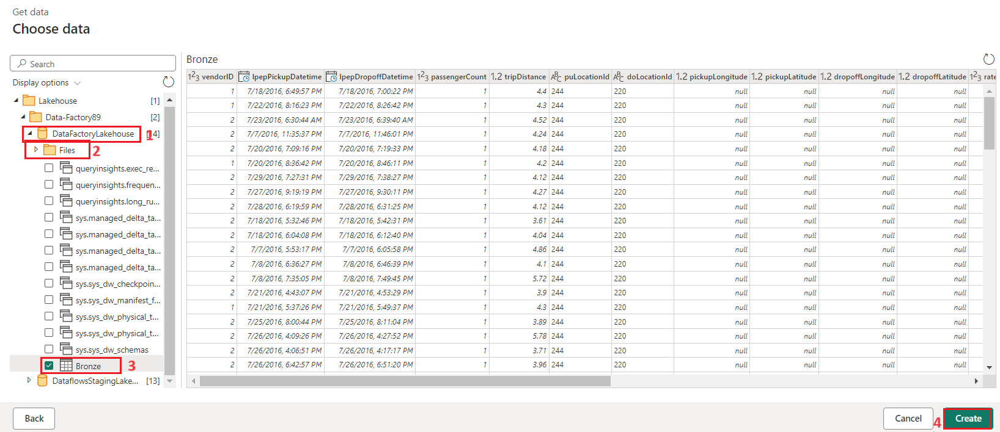 Get data
Choose data
Search
Display options
Lakehouse [1]
Data-Factory89 [2]
DataFactoryLakehouse 1 4]
Files 2
queryinsights.exec_re...
queryinsights.frequen...
queryinsights.long_ru...
sys.managed_delta_ta...
sys.managed_delta_ta...
sys.managed_delta_ta...
sys.managed_delta_ta...
sys.sys_dw_checkpoin...
sys.sys_dw_manifest_f...
sys.sys_dw_physical_t...
sys.sys_dw_physical_t...
sys.sys_dw_schemas
Bronze 3
DataflowsStagingLake... [13]
Bronze
1²3 vendorID lpepPickupDatetime lpepDropoffDatetime 1²3 passengerCount 1.2 tripDistance ABC puLocationId ABC doLocationId 1.2 pickupLongitude 1.2 pickupLatitude 1.2 dropoffLongitude 1.2 dropoffLatitude 1²3 rate
1 7/18/2016, 6:49:57 PM 7/18/2016, 7:00:22 PM 1 4.4 244 220 null null null null
1 7/22/2016, 8:16:23 PM 7/22/2016, 8:26:42 PM 1 4.3 244 220 null null null null
2 7/23/2016, 6:30:44 AM 7/23/2016, 6:39:40 AM 1 4.52 244 220 null null null null
2 7/7/2016, 11:35:37 PM 7/7/2016, 11:46:01 PM 1 4.24 244 220 null null null null
2 7/20/2016, 7:09:16 PM 7/20/2016, 7:19:33 PM 1 4.18 244 220 null null null null
1 7/20/2016, 8:36:42 PM 7/20/2016, 8:46:11 PM 1 4.2 244 220 null null null null
2 7/29/2016, 7:27:31 PM 7/29/2016, 7:38:27 PM 1 4.12 244 220 null null null null
2 7/27/2016, 9:19:19 PM 7/27/2016, 9:30:11 PM 1 4.27 244 220 null null null null
2 7/28/2016, 6:19:59 PM 7/28/2016, 6:31:25 PM 1 4.12 244 220 null null null null
2 7/18/2016, 5:32:46 PM 7/18/2016, 5:42:31 PM 1 3.61 244 220 null null null null
2 7/18/2016, 6:04:08 PM 7/18/2016, 6:12:40 PM 1 4.04 244 220 null null null null
2 7/7/2016, 5:53:17 PM 7/7/2016, 6:05:58 PM 1 4.86 244 220 null null null null
2 7/8/2016, 6:36:27 PM 7/8/2016, 6:46:39 PM 1 4.1 244 220 null null null null
2 7/8/2016, 7:35:05 PM 7/8/2016, 7:49:45 PM 1 5.72 244 220 null null null null
2 7/21/2016, 4:43:07 PM 7/21/2016, 4:53:29 PM 1 3.9 244 220 null null null null
1 7/21/2016, 5:37:26 PM 7/21/2016, 5:49:37 PM 1 4.3 244 220 null null null null
2 7/25/2016, 8:00:44 PM 7/25/2016, 8:11:04 PM 1 3.89 244 220 null null null null
2 7/26/2016, 4:09:26 PM 7/26/2016, 4:27:52 PM 1 5.78 244 220 null null null null
2 7/26/2016, 4:06:51 PM 7/26/2016, 4:17:17 PM 1 3.71 244 220 null null null null
2 7/26/2016, 6:42:57 PM 7/26/2016, 6:51:20 PM 1 3.96 244 220 null null null null
Back Cancel 4 Create